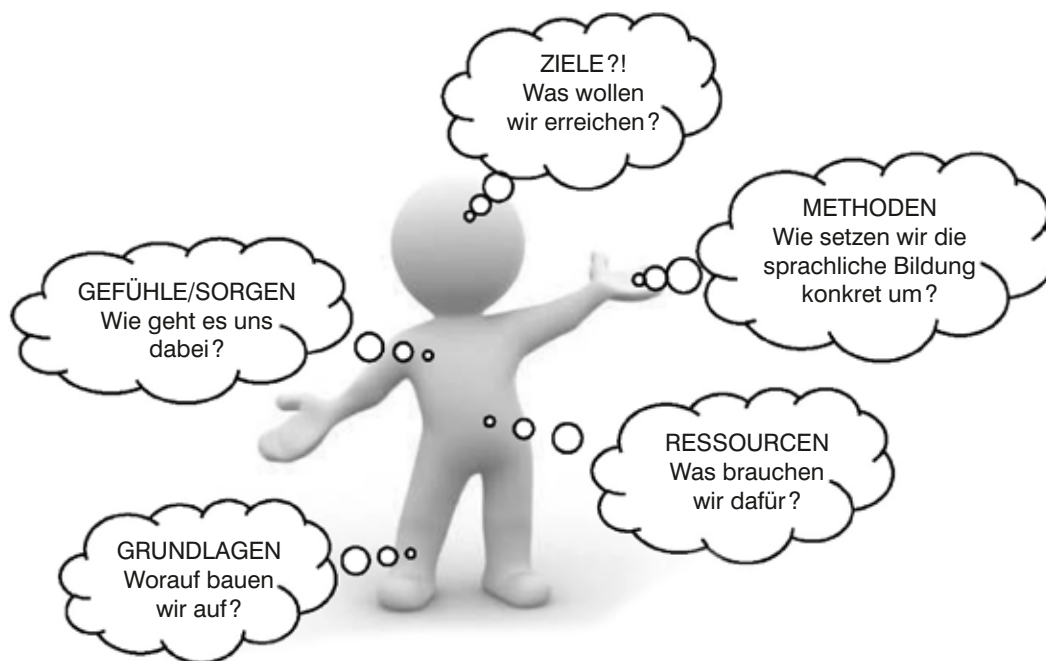 ZIELE?!
Was wollen
wir erreichen?
METHODEN
Wie setzen wir die
sprachliche Bildung
konkret um?
GEFÜHLE/SORGEN
Wie geht es uns
dabei?
RESSOURCEN
Was brauchen
wir dafür?
GRUNDLAGEN
Worauf bauen
wir auf?